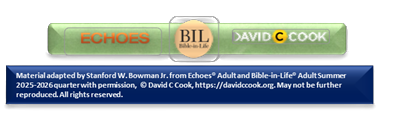 ECHOES
BIL
Bible-in-Life
DAVID C COOK
Material adapted by Stanford W. Bowman Jr. from Echoes® Adult and Bible-in-Life® Adult Summer
2025-2026 quarter with permission, © David C Cook, https://davidccook.org. May not be further
reproduced. All rights reserved.